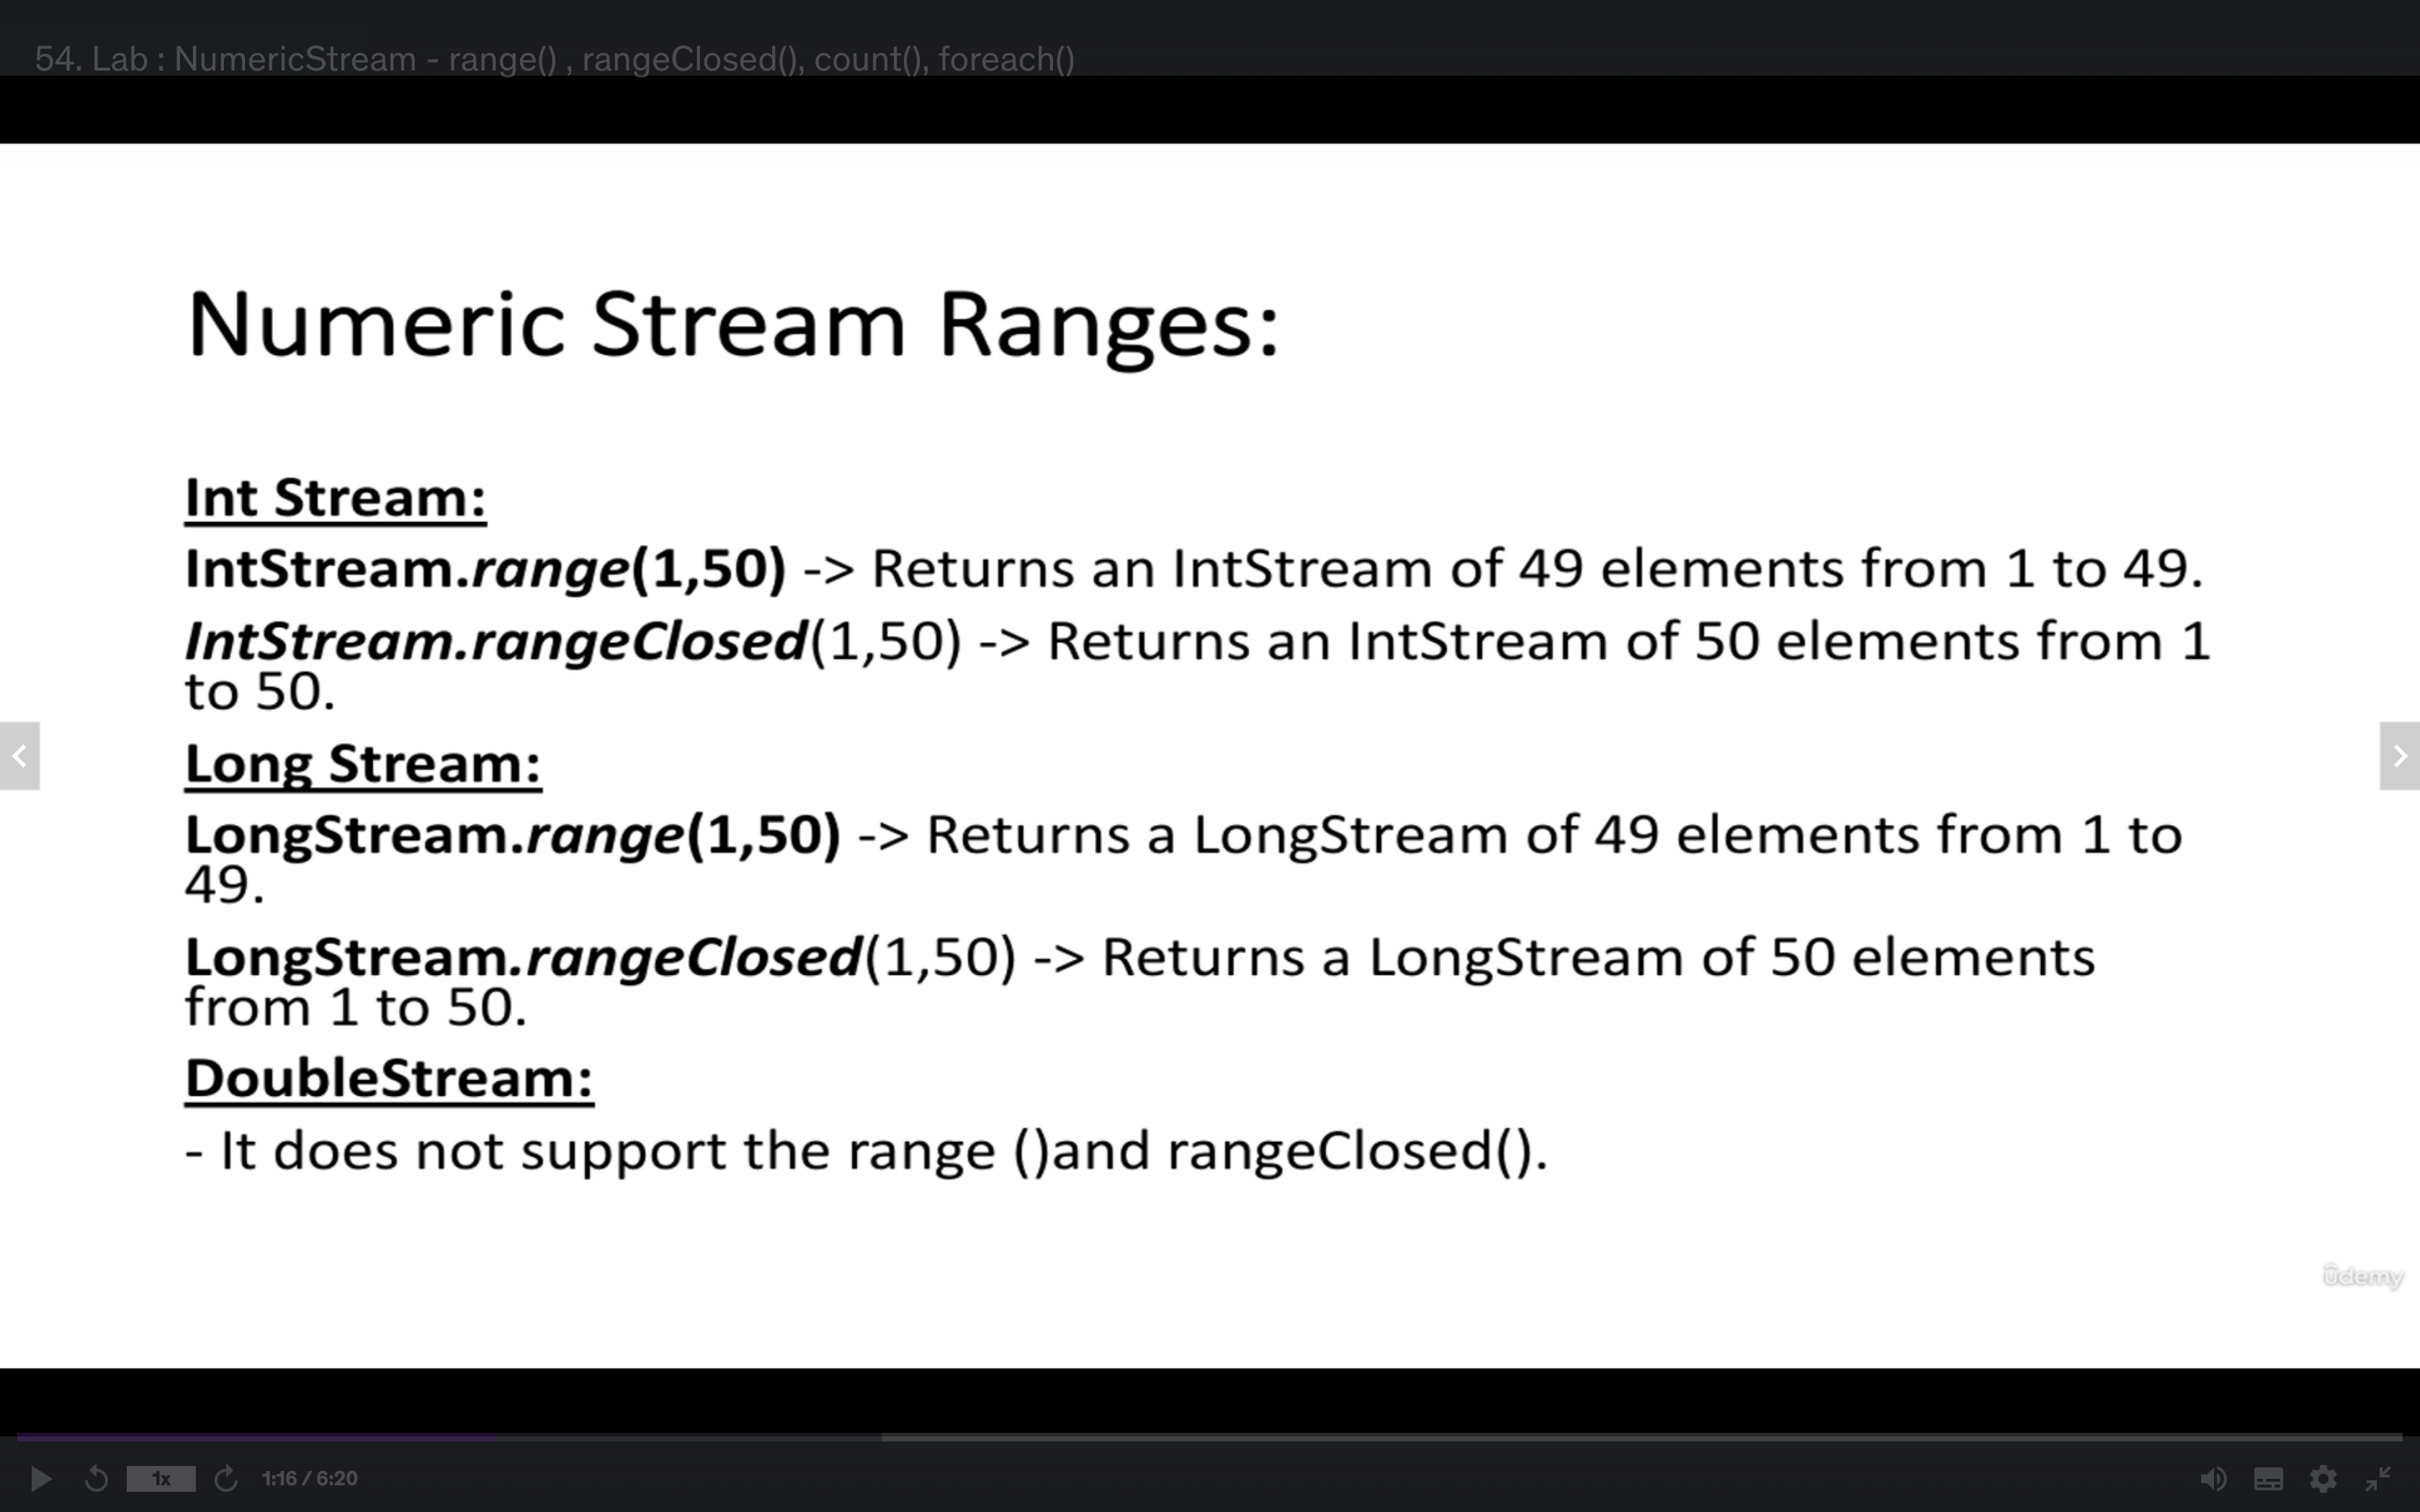 54. Lab : NumericStream - range() , rangeClosed(), count(), foreach()
Numeric Stream Ranges:
Int Stream:
IntStream.range(1,50) -> Returns an IntStream of 49 elements from 1 to 49.
IntStream.rangeClosed(1,50) -> Returns an IntStream of 50 elements from 1
to 50.
Long Stream:
LongStream.range(1,50) -> Returns a LongStream of 49 elements from 1 to
49.
LongStream.rangeClosed(1,50) -> Returns a LongStream of 50 elements
from 1 to 50.
DoubleStream:
- It does not support the range ()and rangeClosed().
ûdemy
1x
1:16 / 6:20